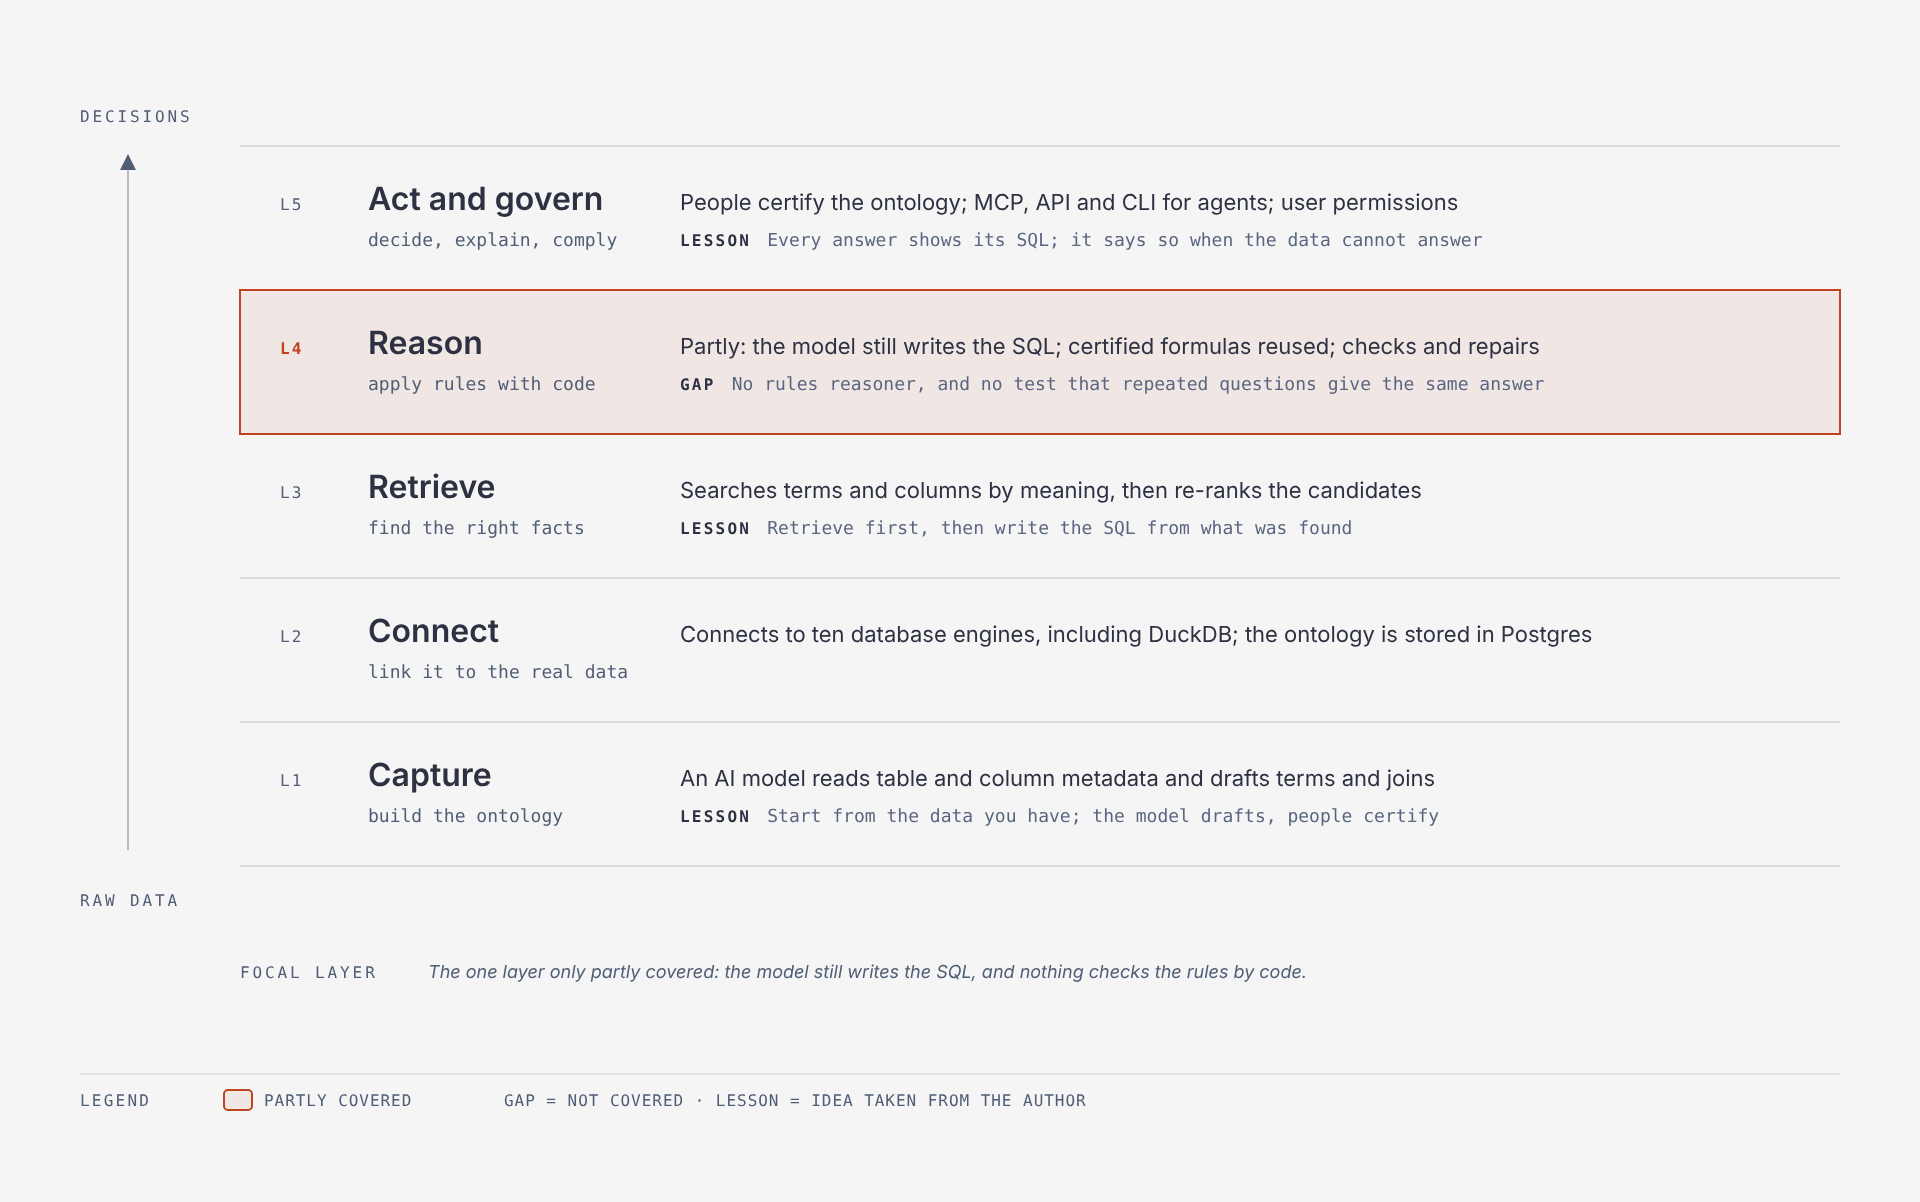 DECISIONS
L5 Act and govern People certify the ontology; MCP, API and CLI for agents; user permissions
decide, explain, comply LESSON Every answer shows its SQL; it says so when the data cannot answer
L4 Reason Partly: the model still writes the SQL; certified formulas reused; checks and repairs
apply rules with code GAP No rules reasoner, and no test that repeated questions give the same answer
L3 Retrieve Searches terms and columns by meaning, then re-ranks the candidates
find the right facts LESSON Retrieve first, then write the SQL from what was found
L2 Connect Connects to ten database engines, including DuckDB; the ontology is stored in Postgres
link it to the real data
L1 Capture An AI model reads table and column metadata and drafts terms and joins
build the ontology LESSON Start from the data you have; the model drafts, people certify
RAW DATA
FOCAL LAYER The one layer only partly covered: the model still writes the SQL, and nothing checks the rules by code.
LEGEND PARTLY COVERED GAP = NOT COVERED · LESSON = IDEA TAKEN FROM THE AUTHOR